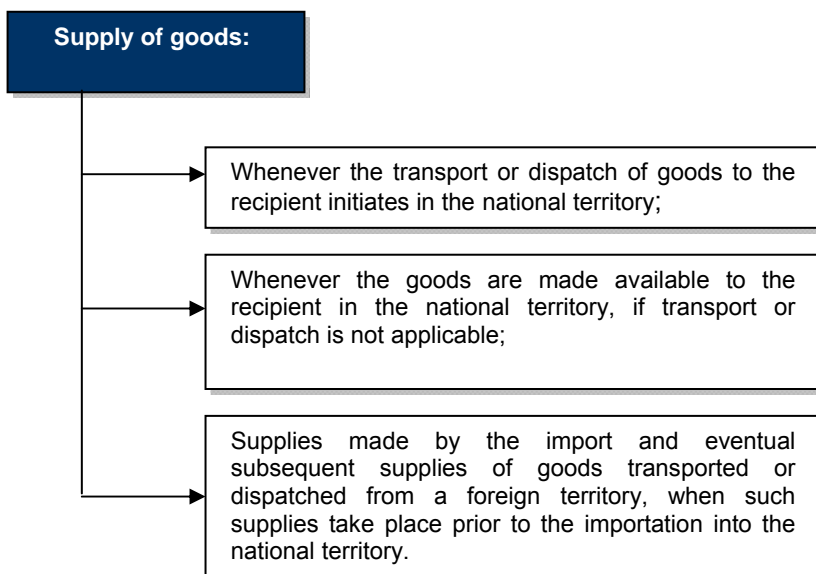 Supply of goods:
Whenever the transport or dispatch of goods to the
recipient initiates in the national territory;
Whenever the goods are made available to the
recipient in the national territory, if transport or
dispatch is not applicable;
Supplies made by the import and eventual
subsequent supplies of goods transported or
dispatched from a foreign territory, when such
supplies take place prior to the importation into the
national territory.